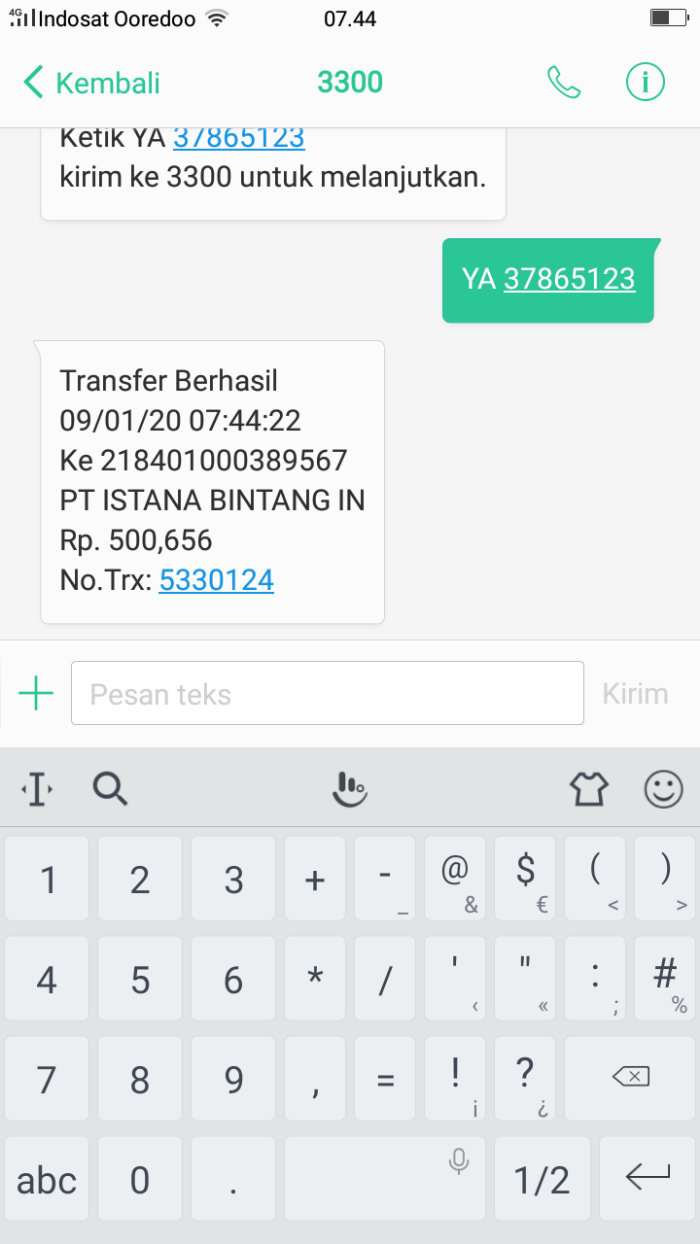 4G Indosat Ooredoo 07.44
Kembali 3300
Ketik YA 37865123
kirim ke 3300 untuk melanjutkan.
YA 37865123
Transfer Berhasil
09/01/20 07:44:22
Ke 218401000389567
PT ISTANA BINTANG IN
Rp. 500,656
No.Trx: 5330124
Pesan teks Kirim
1 2 3 + - _ @ & $ € ( < ) >
4 5 6 * / ' ‹ " « : ; # %
7 8 9 , = ! ¡ ? ¿
abc 0 . 1/2